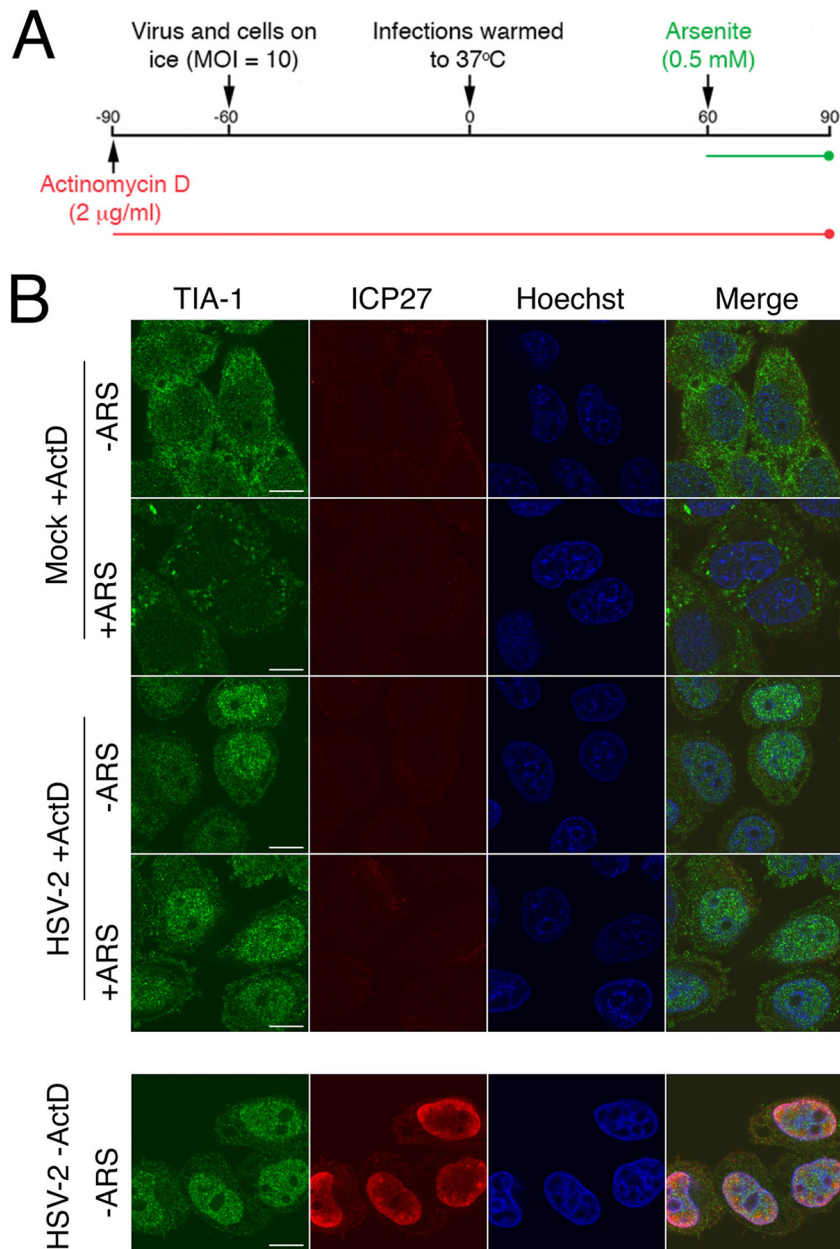 A
Virus and cells on
ice (MOI = 10)
Infections warmed
to 37ºC
Arsenite
(0.5 mM)
-90
-60
0
60
90
Actinomycin D
(2 μg/ml)
B
TIA-1
ICP27
Hoechst
Merge
Mock +ActD
-ARS
+ARS
HSV-2 +ActD
-ARS
+ARS
HSV-2 -ActD
-ARS